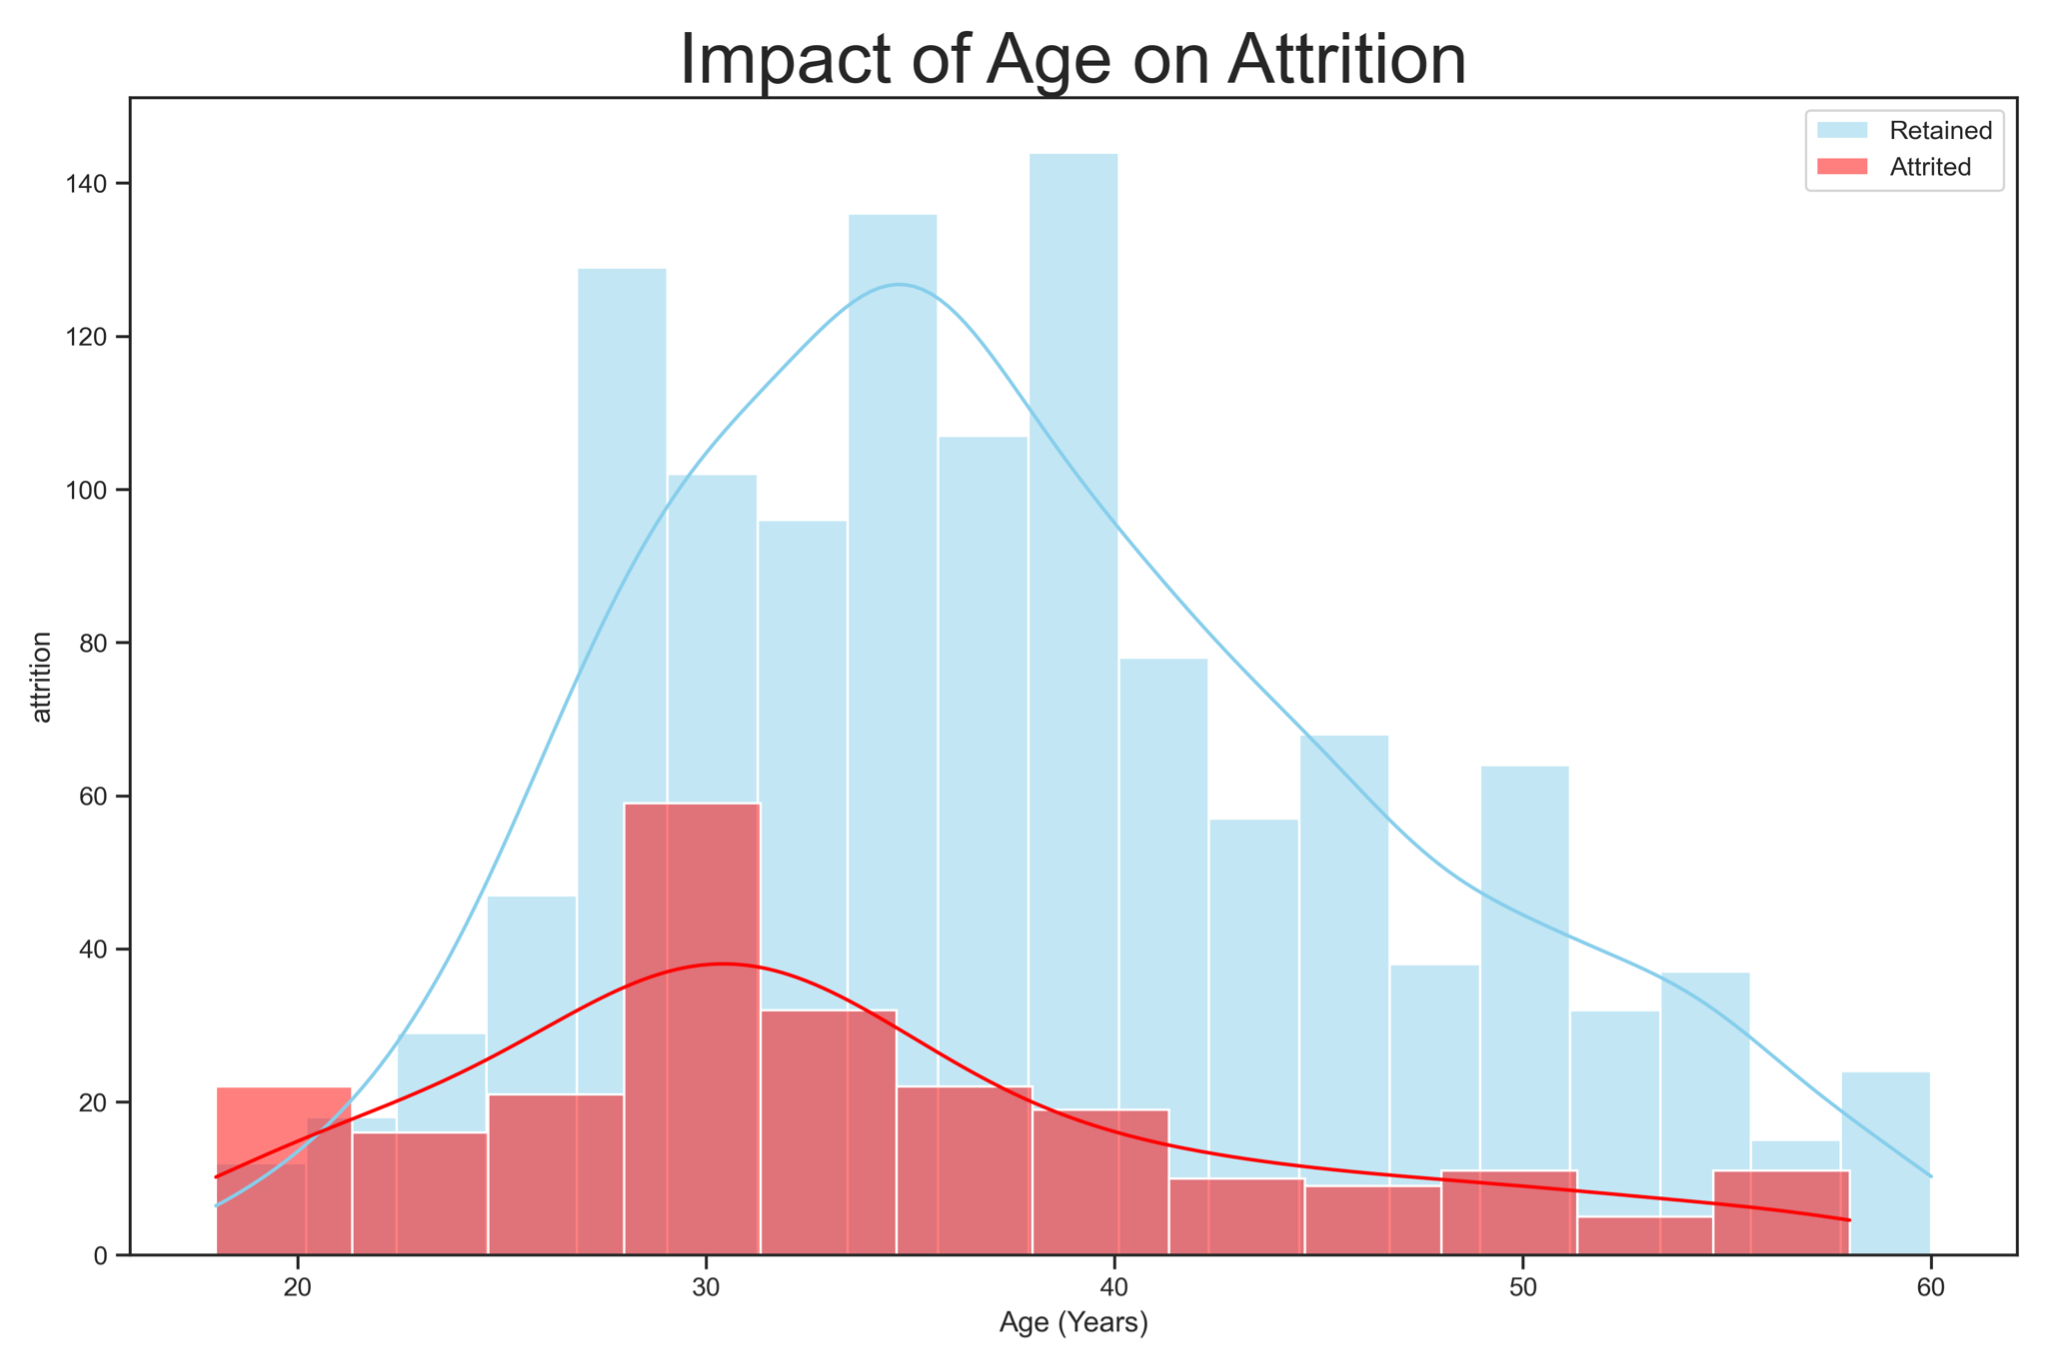 Impact of Age on Attrition
Retained
Attrited
140
120
100
80
60
40
20
0
attrition
20 30 40 50 60
Age (Years)